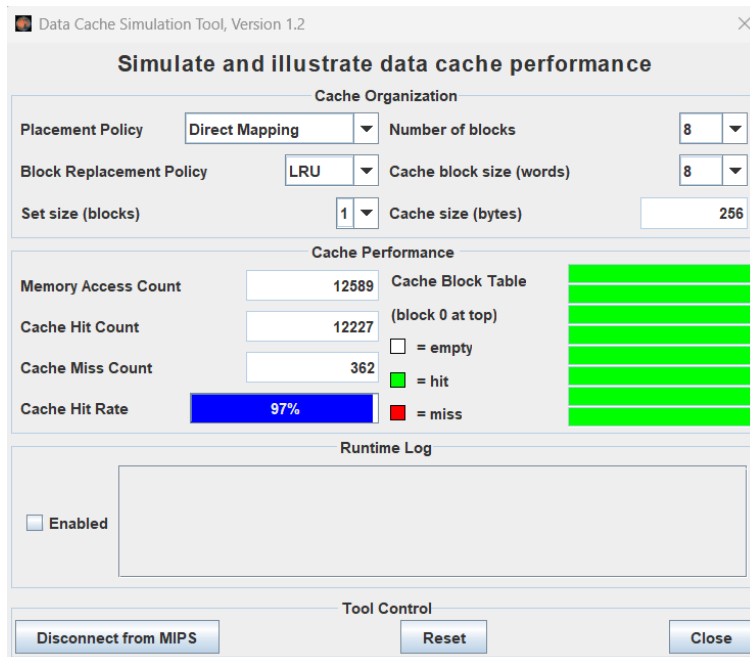 Data Cache Simulation Tool, Version 1.2
Simulate and illustrate data cache performance
Cache Organization
Placement Policy Direct Mapping Number of blocks 8
Block Replacement Policy LRU Cache block size (words) 8
Set size (blocks) 1 Cache size (bytes) 256
Cache Performance
Memory Access Count 12589 Cache Block Table
(block 0 at top)
Cache Hit Count 12227
= empty
Cache Miss Count 362
= hit
Cache Hit Rate 97%
= miss
Runtime Log
Enabled
Tool Control
Disconnect from MIPS Reset Close